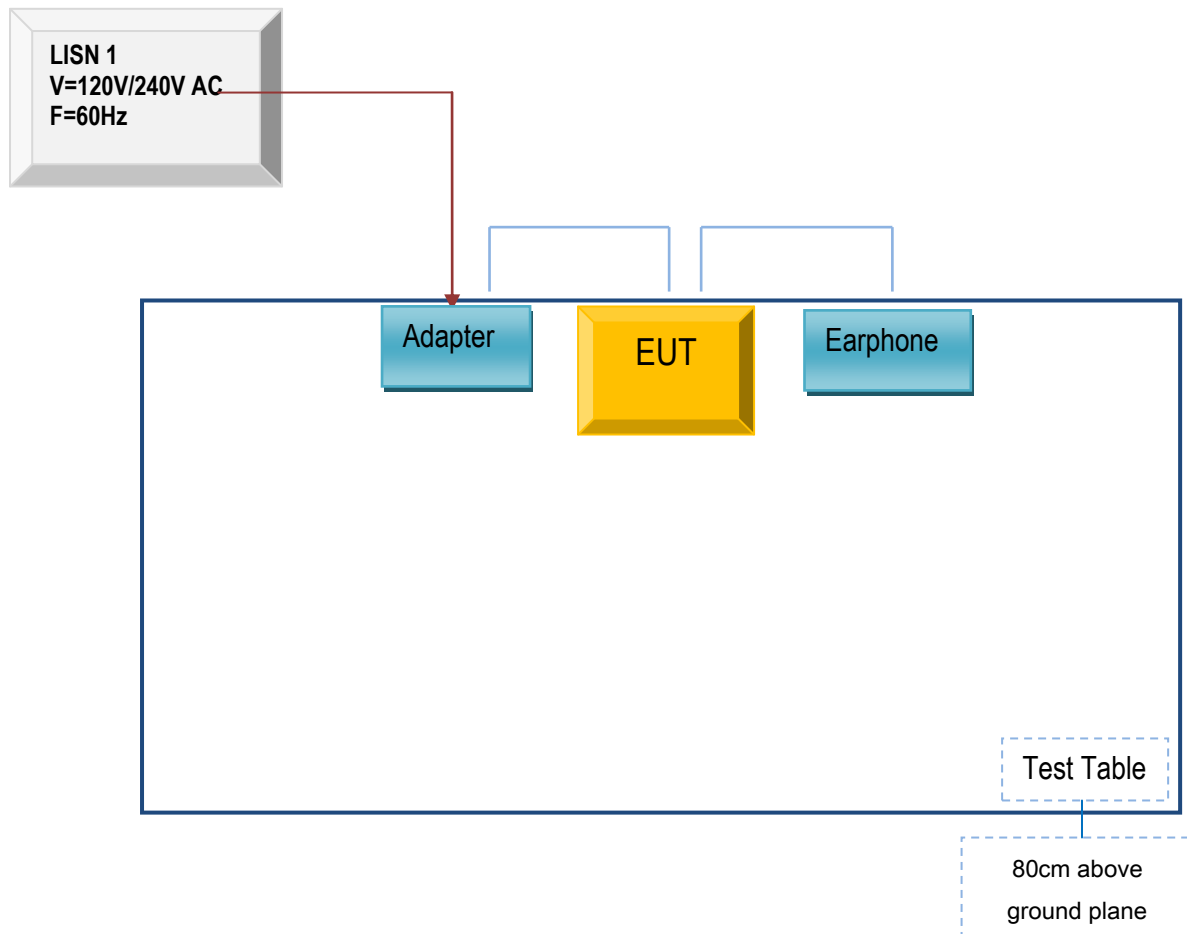 LISN 1
V=120V/240V AC
F=60Hz
Adapter
EUT
Earphone
Test Table
80cm above
ground plane